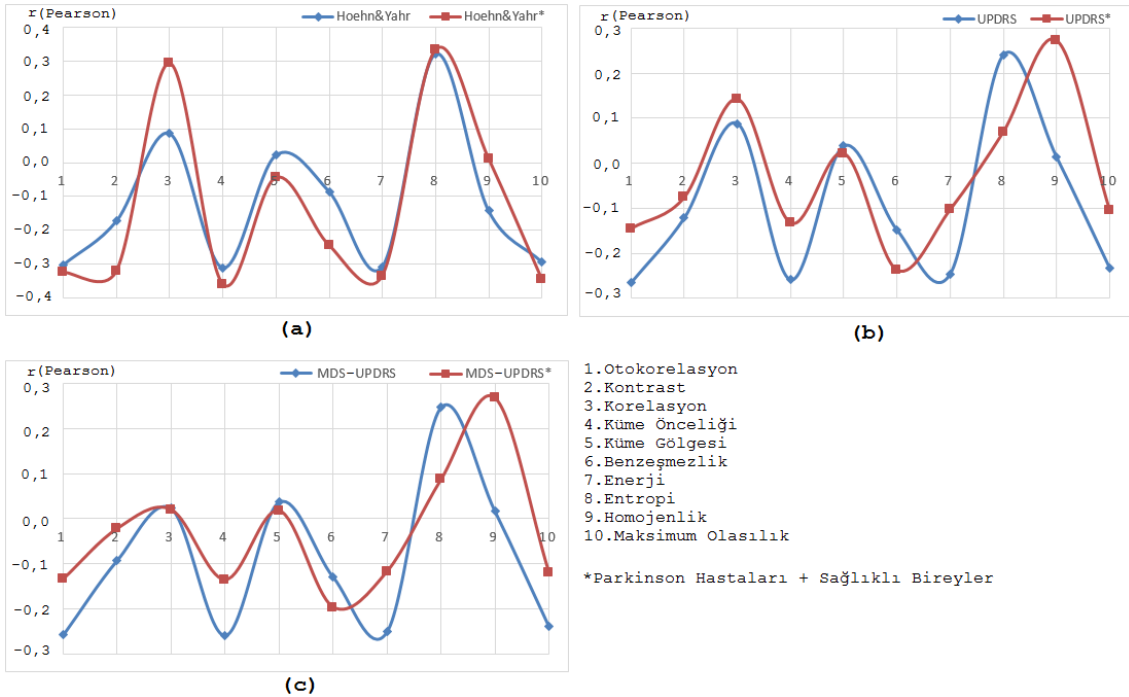 r(Pearson)
Hoehn&Yahr
Hoehn&Yahr*
0,4
0,3
0,2
0,1
0,0
−0,1
−0,2
−0,3
−0,4
1 2 3 4 5 6 7 8 9 10
(a)
r(Pearson)
UPDRS
UPDRS*
0,3
0,2
0,1
0,0
−0,1
−0,2
−0,3
1 2 3 4 5 6 7 8 9 10
(b)
r(Pearson)
MDS−UPDRS
MDS−UPDRS*
0,3
0,2
0,1
0,0
−0,1
−0,2
−0,3
1 2 3 4 5 6 7 8 9 10
(c)
1.Otokorelasyon
2.Kontrast
3.Korelasyon
4.Küme Önceliği
5.Küme Gölgesi
6.Benzeşmezlik
7.Enerji
8.Entropi
9.Homojenlik
10.Maksimum Olasılık
*Parkinson Hastaları + Sağlıklı Bireyler